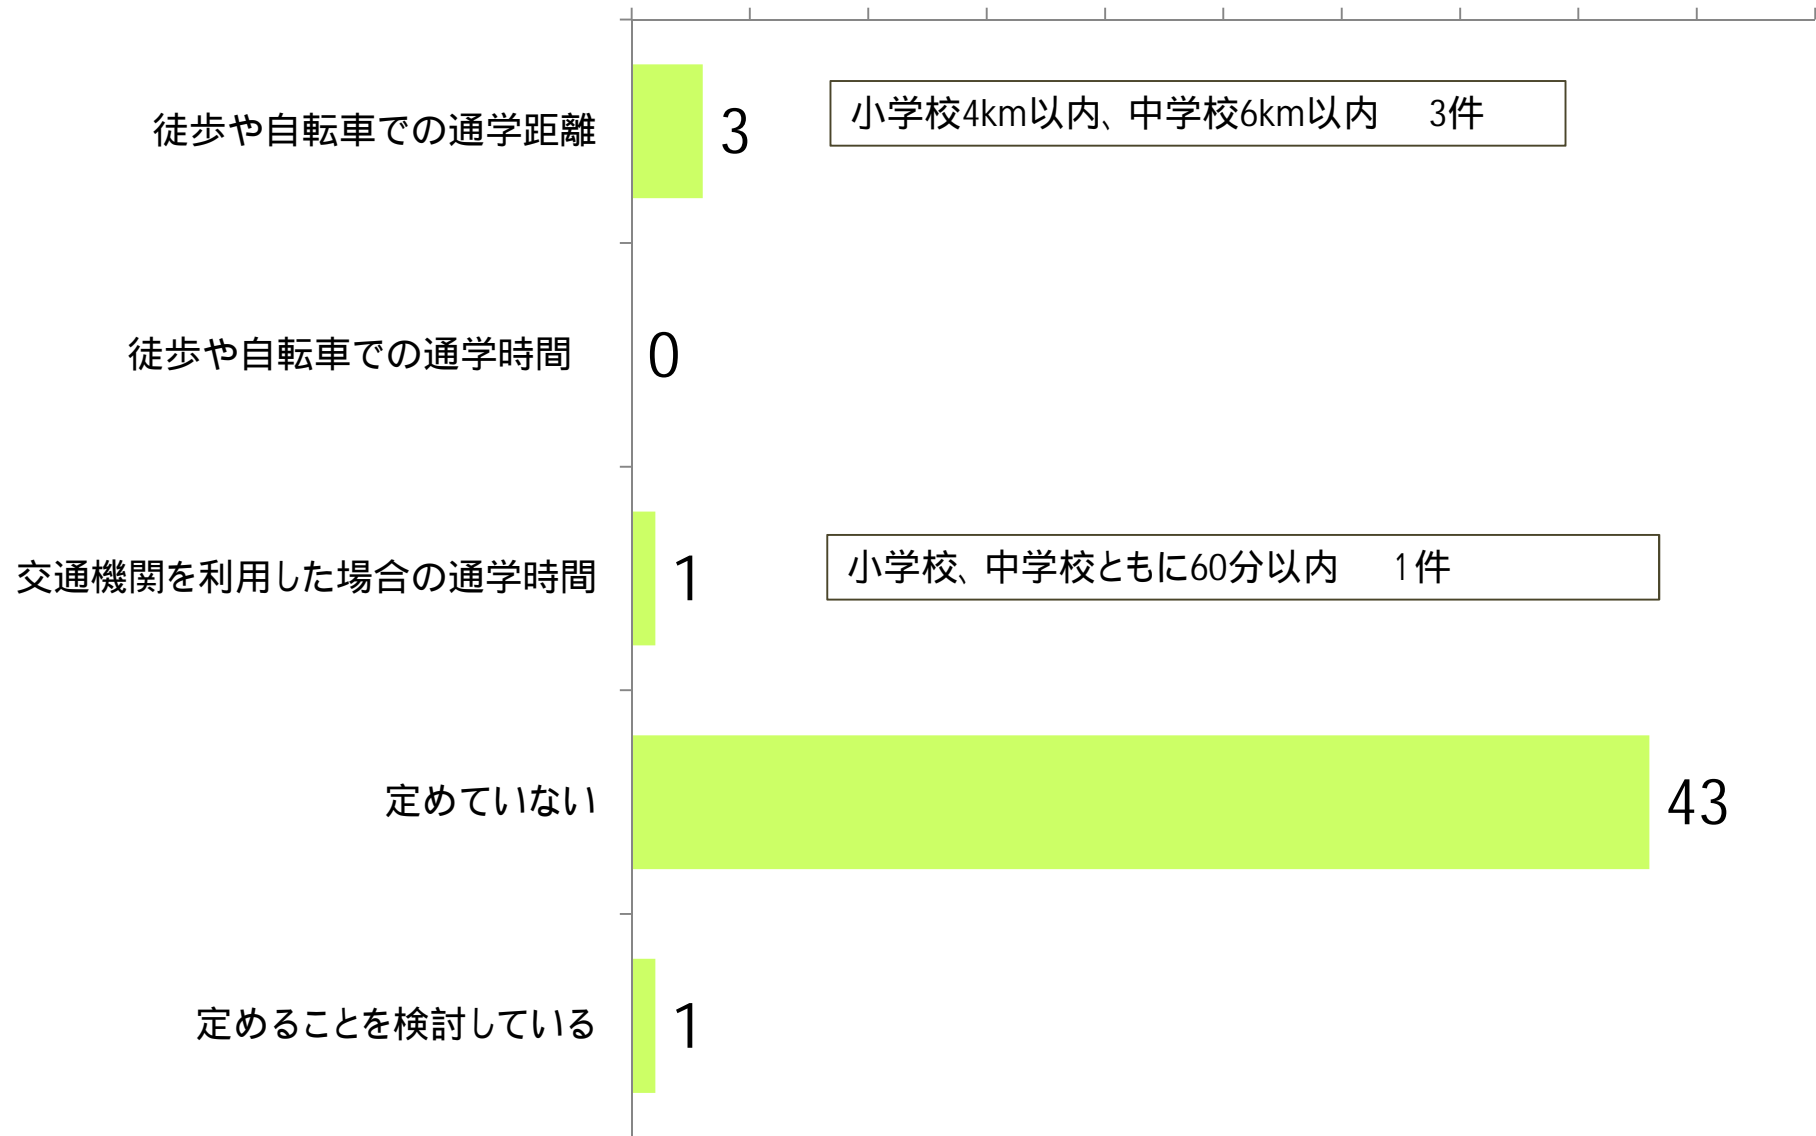 徒歩や自転車での通学距離
3
小学校4km以内、中学校6km以内 3件
徒歩や自転車での通学時間
0
交通機関を利用した場合の通学時間
1
小学校、中学校ともに60分以内 1件
定めていない
43
定めることを検討している
1